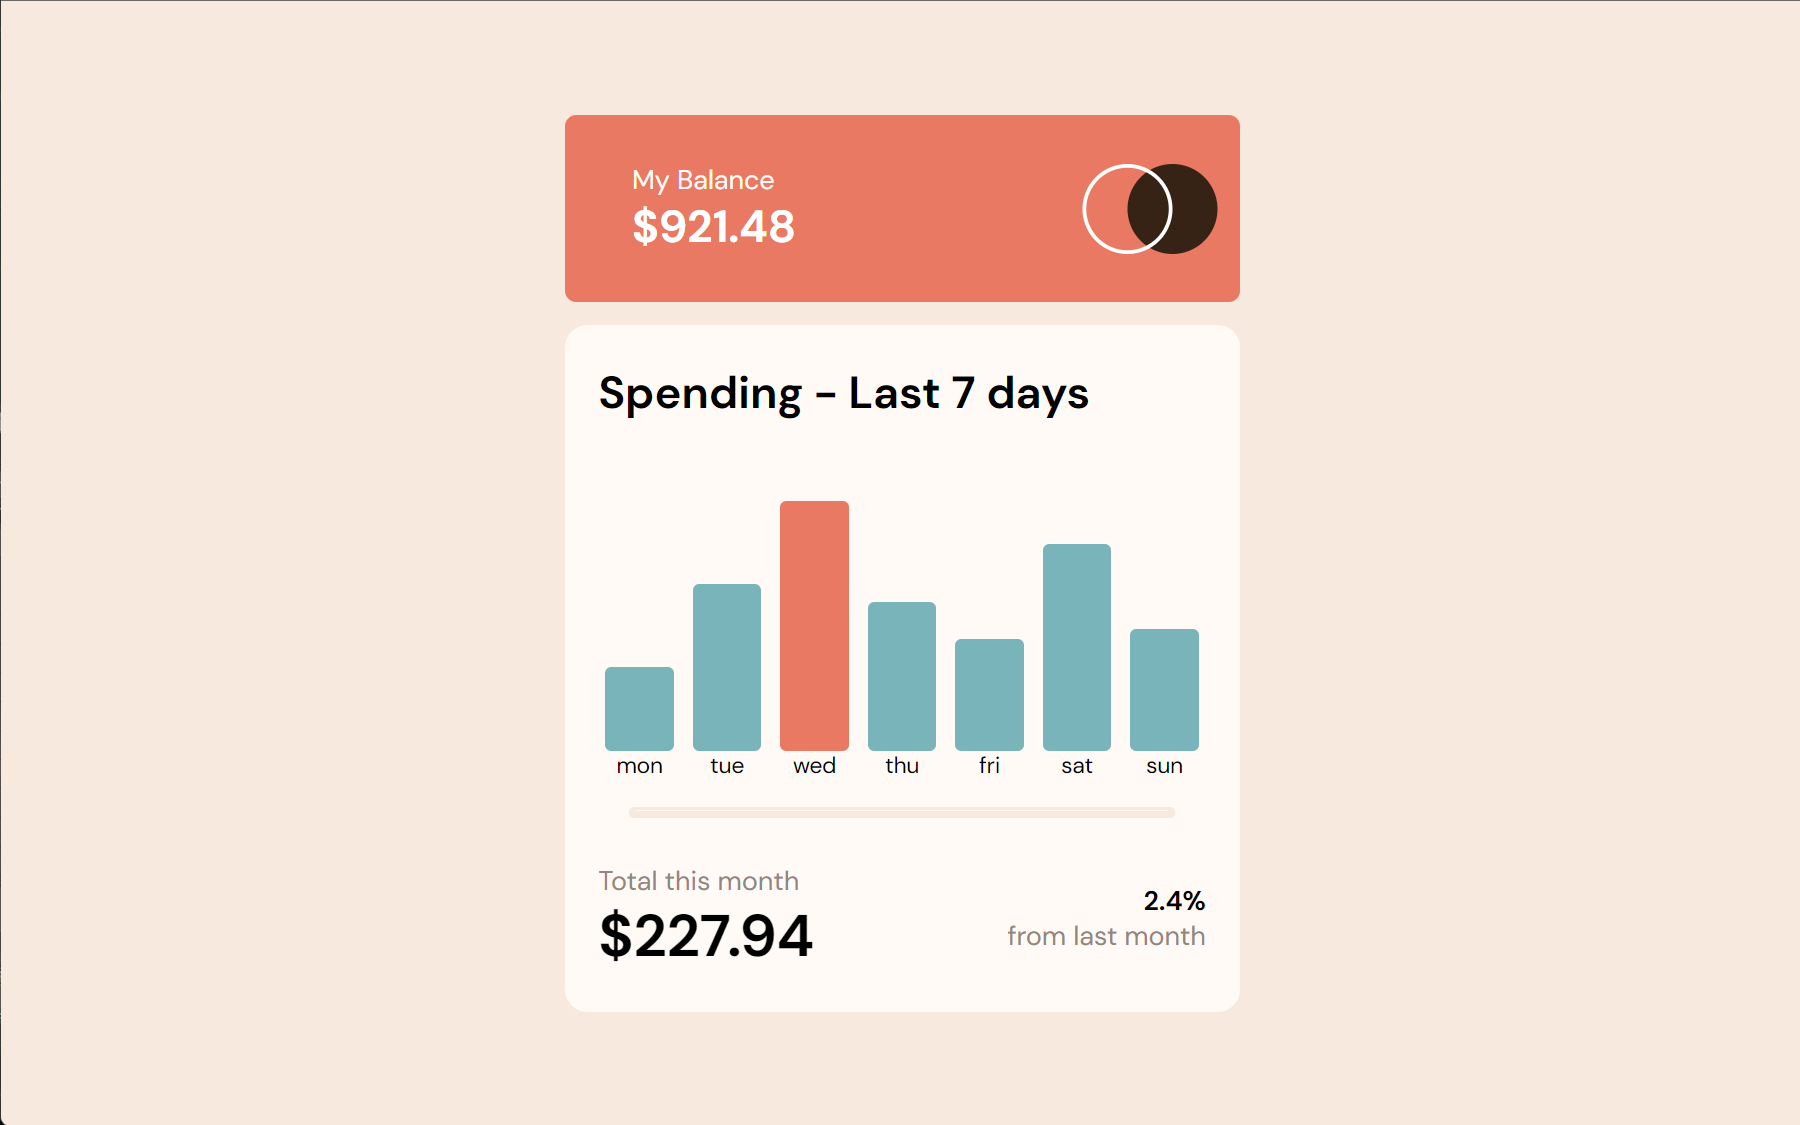 My Balance
$921.48
Spending - Last 7 days
mon tue wed thu fri sat sun
Total this month
$227.94
2.4%
from last month